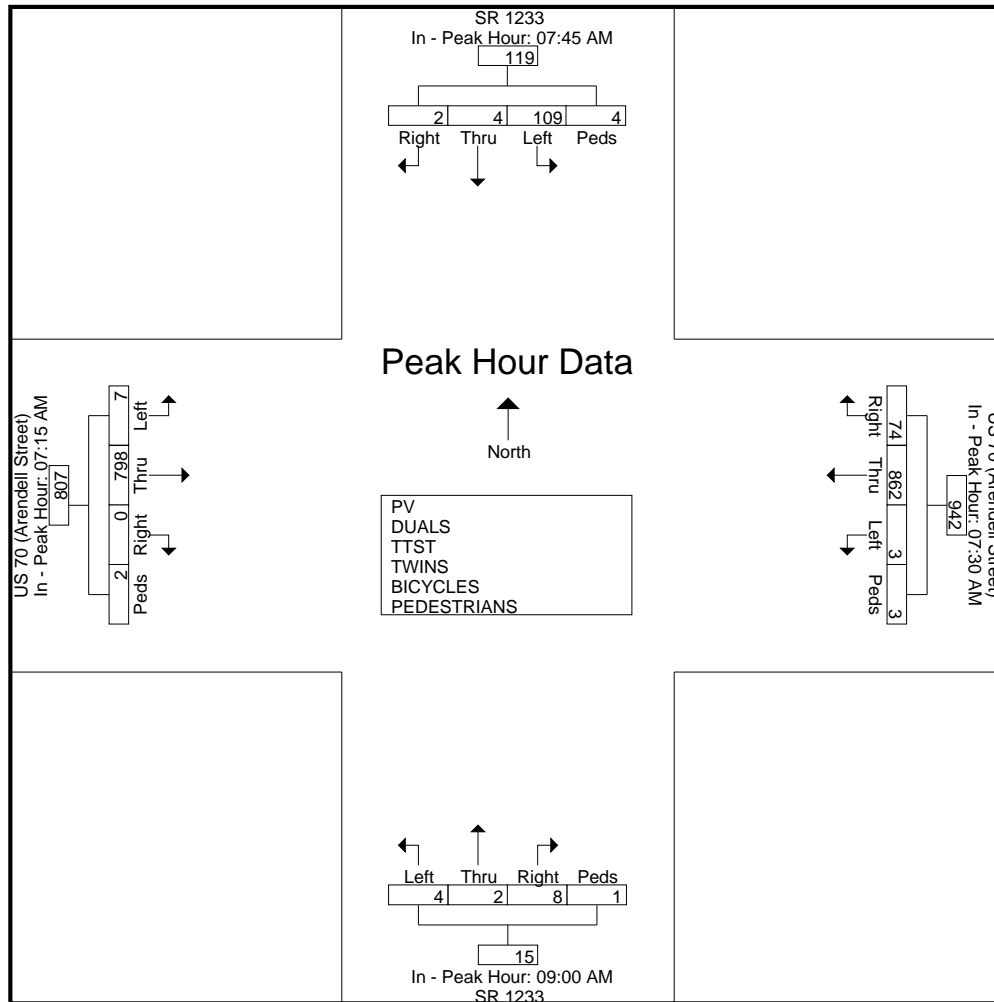 SR 1233
In - Peak Hour: 07:45 AM
119
2 4 109 4
Right Thru Left Peds
Peak Hour Data
North
US 70 (Arendell Street)
In - Peak Hour: 07:15 AM
807
7 798 0 2
Left Thru Right Peds
PV
DUALS
TTST
TWINS
BICYCLES
PEDESTRIANS
US 70 (Arendell Street)
In - Peak Hour: 07:30 AM
942
74 862 3 3
Right Thru Left Peds
Left Thru Right Peds
4 2 8 1
15
In - Peak Hour: 09:00 AM
SR 1233